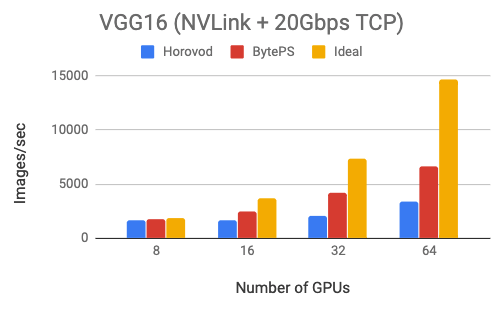 VGG16 (NVLink + 20Gbps TCP)
Horovod BytePS Ideal
15000
10000
5000
0
Images/sec
8 16 32 64
Number of GPUs